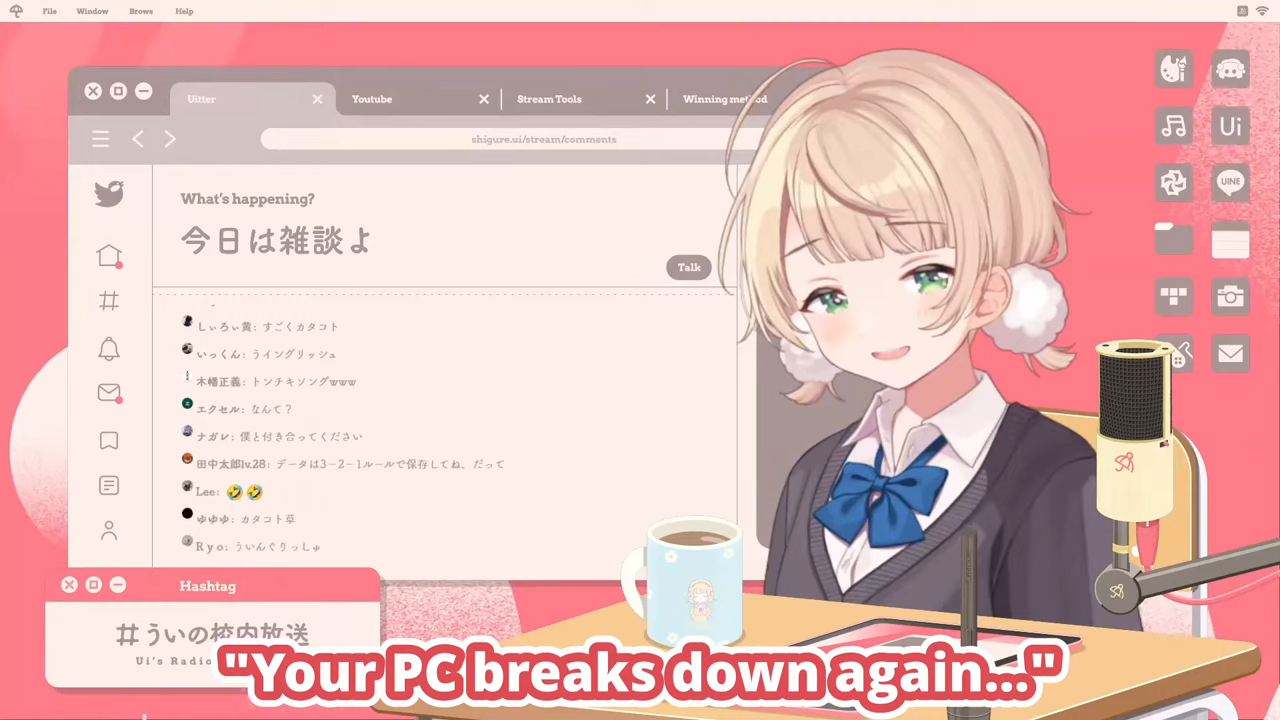 File Window Brows Help
Uitter Youtube Stream Tools Winning method
shigure.ui/stream/comments
What's happening?
今日は雑談よ
Talk
しぃろぃ黄: すごくカタコト
いっくん: うイングリッシュ
木幡正義: トンチキソングwww
エクセル: なんて？
ナガレ: 僕と付き合ってください
田中太郎lv.28: データは3−2−1ルールで保存してね、だって
Lee: 🤣🤣
ゆゆゆ: カタコト草
Ryo: ういんぐりっしゅ
Ui
UINE
Hashtag
#ういの校内放送
Ui's Radio
"Your PC breaks down again..."